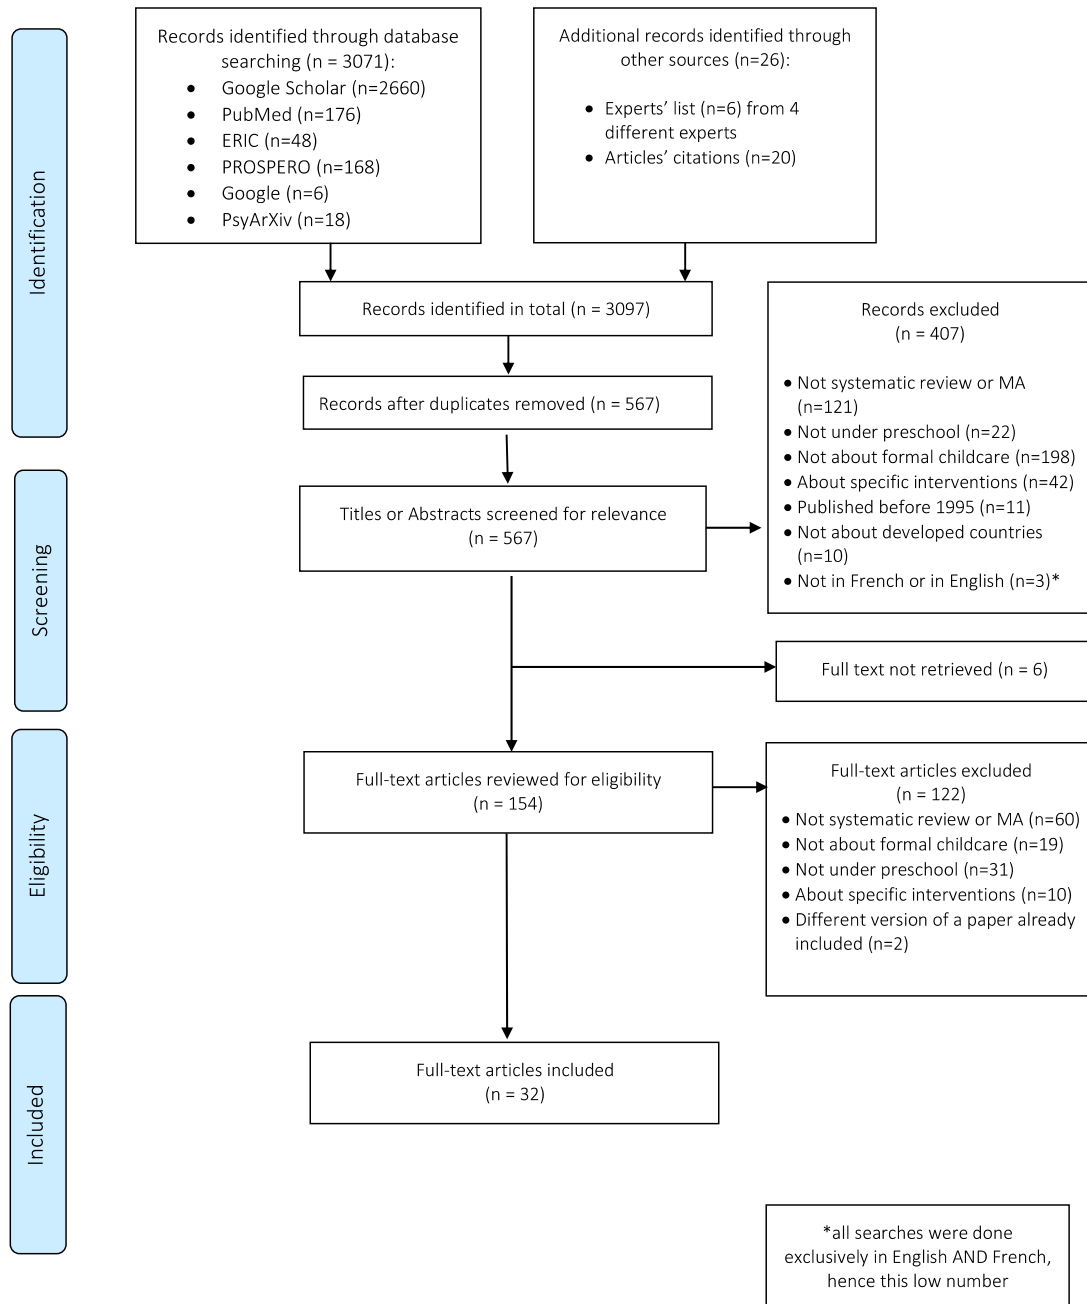 Identification
Records identified through database
searching (n = 3071):
• Google Scholar (n=2660)
• PubMed (n=176)
• ERIC (n=48)
• PROSPERO (n=168)
• Google (n=6)
• PsyArXiv (n=18)
Additional records identified through
other sources (n=26):
• Experts’ list (n=6) from 4
different experts
• Articles’ citations (n=20)
Records identified in total (n = 3097)
Records after duplicates removed (n = 567)
Screening
Titles or Abstracts screened for relevance
(n = 567)
Records excluded
(n = 407)
• Not systematic review or MA
(n=121)
• Not under preschool (n=22)
• Not about formal childcare (n=198)
• About specific interventions (n=42)
• Published before 1995 (n=11)
• Not about developed countries
(n=10)
• Not in French or in English (n=3)*
Full text not retrieved (n = 6)
Eligibility
Full-text articles reviewed for eligibility
(n = 154)
Full-text articles excluded
(n = 122)
• Not systematic review or MA (n=60)
• Not about formal childcare (n=19)
• Not under preschool (n=31)
• About specific interventions (n=10)
• Different version of a paper already
included (n=2)
Included
Full-text articles included
(n = 32)
*all searches were done
exclusively in English AND French,
hence this low number